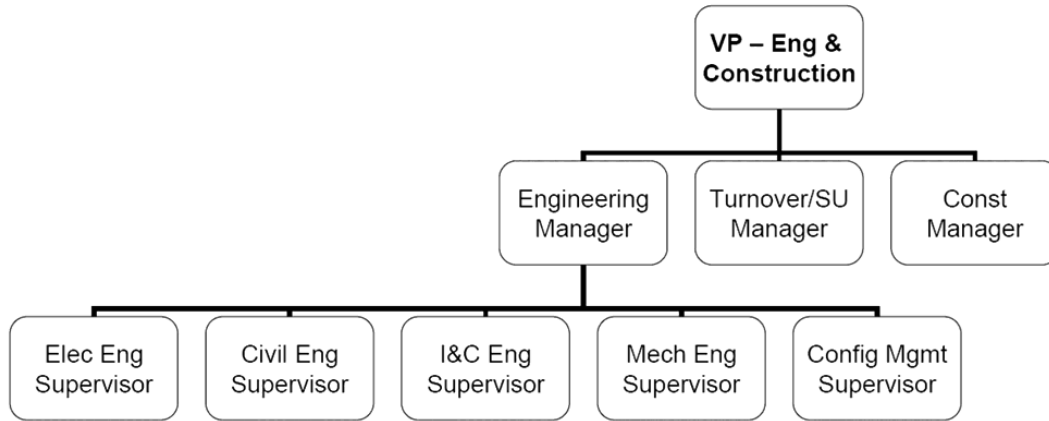 VP – Eng &
Construction
Engineering
Manager
Turnover/SU
Manager
Const
Manager
Elec Eng
Supervisor
Civil Eng
Supervisor
I&C Eng
Supervisor
Mech Eng
Supervisor
Config Mgmt
Supervisor